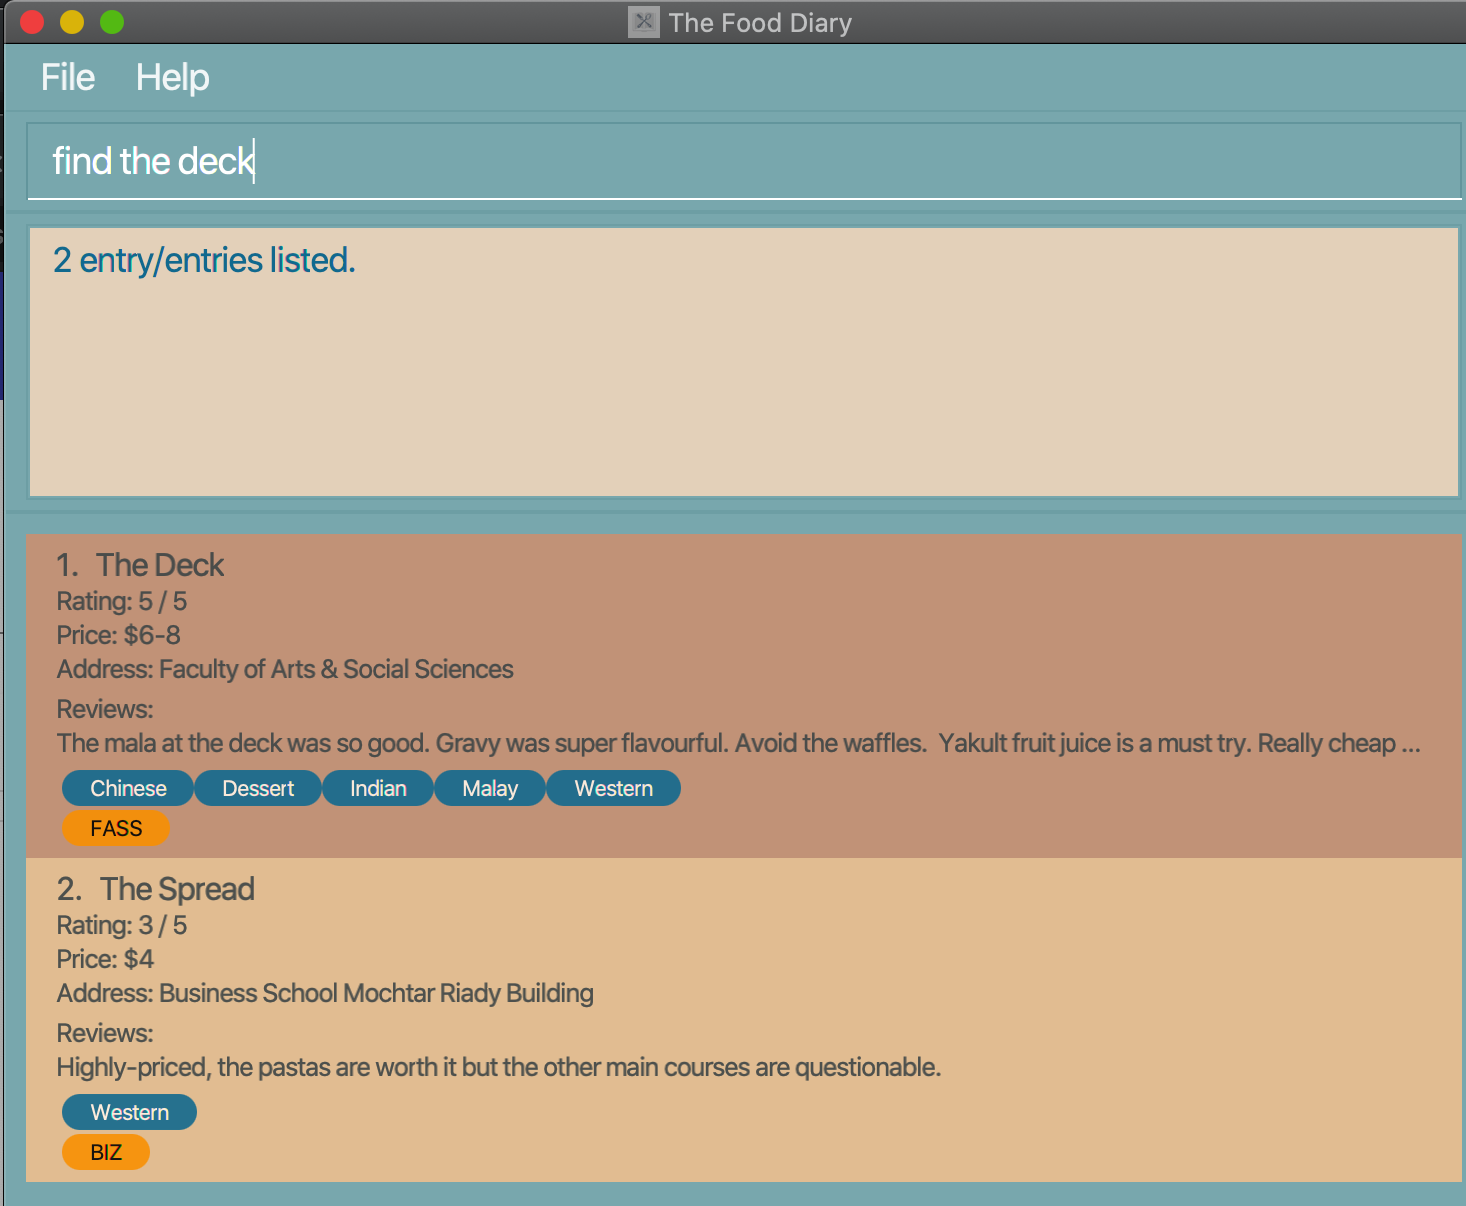 The Food Diary
File Help
find the deck
2 entry/entries listed.
1. The Deck
Rating: 5 / 5
Price: $6-8
Address: Faculty of Arts & Social Sciences
Reviews:
The mala at the deck was so good. Gravy was super flavourful. Avoid the waffles.  Yakult fruit juice is a must try. Really cheap ...
Chinese Dessert Indian Malay Western
FASS
2. The Spread
Rating: 3 / 5
Price: $4
Address: Business School Mochtar Riady Building
Reviews:
Highly-priced, the pastas are worth it but the other main courses are questionable.
Western
BIZ